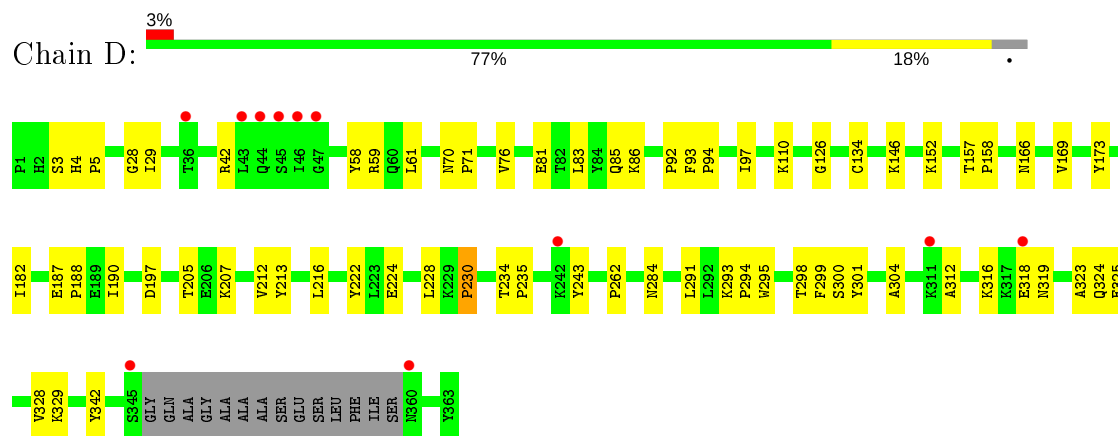 3%
Chain D:
77% 18% •
P1 H2 S3 H4 P5 G28 I29 T36 R42 L43 Q44 S45 I46 G47 Y58 R59 Q60 L61 N70 P71 V76 E81 T82 L83 Y84 Q85 K86 P92 F93 P94 I97 K110 G126 C134 K146 K152 T157 P158 N166 V169 Y173
I182 E187 P188 E189 I190 D197 T205 E206 K207 V212 Y213 L216 Y222 L223 E224 L228 K229 P230 T234 P235 K242 Y243 P262 N284 L291 L292 K293 P294 W295 T298 F299 S300 Y301 A304 K311 A312 K316 K317 E318 N319 A323 Q324
V328 K329 Y342 S345 GLY GLN ALA GLY ALA ALA ALA SER GLU SER LEU PHE ILE SER N360 Y363